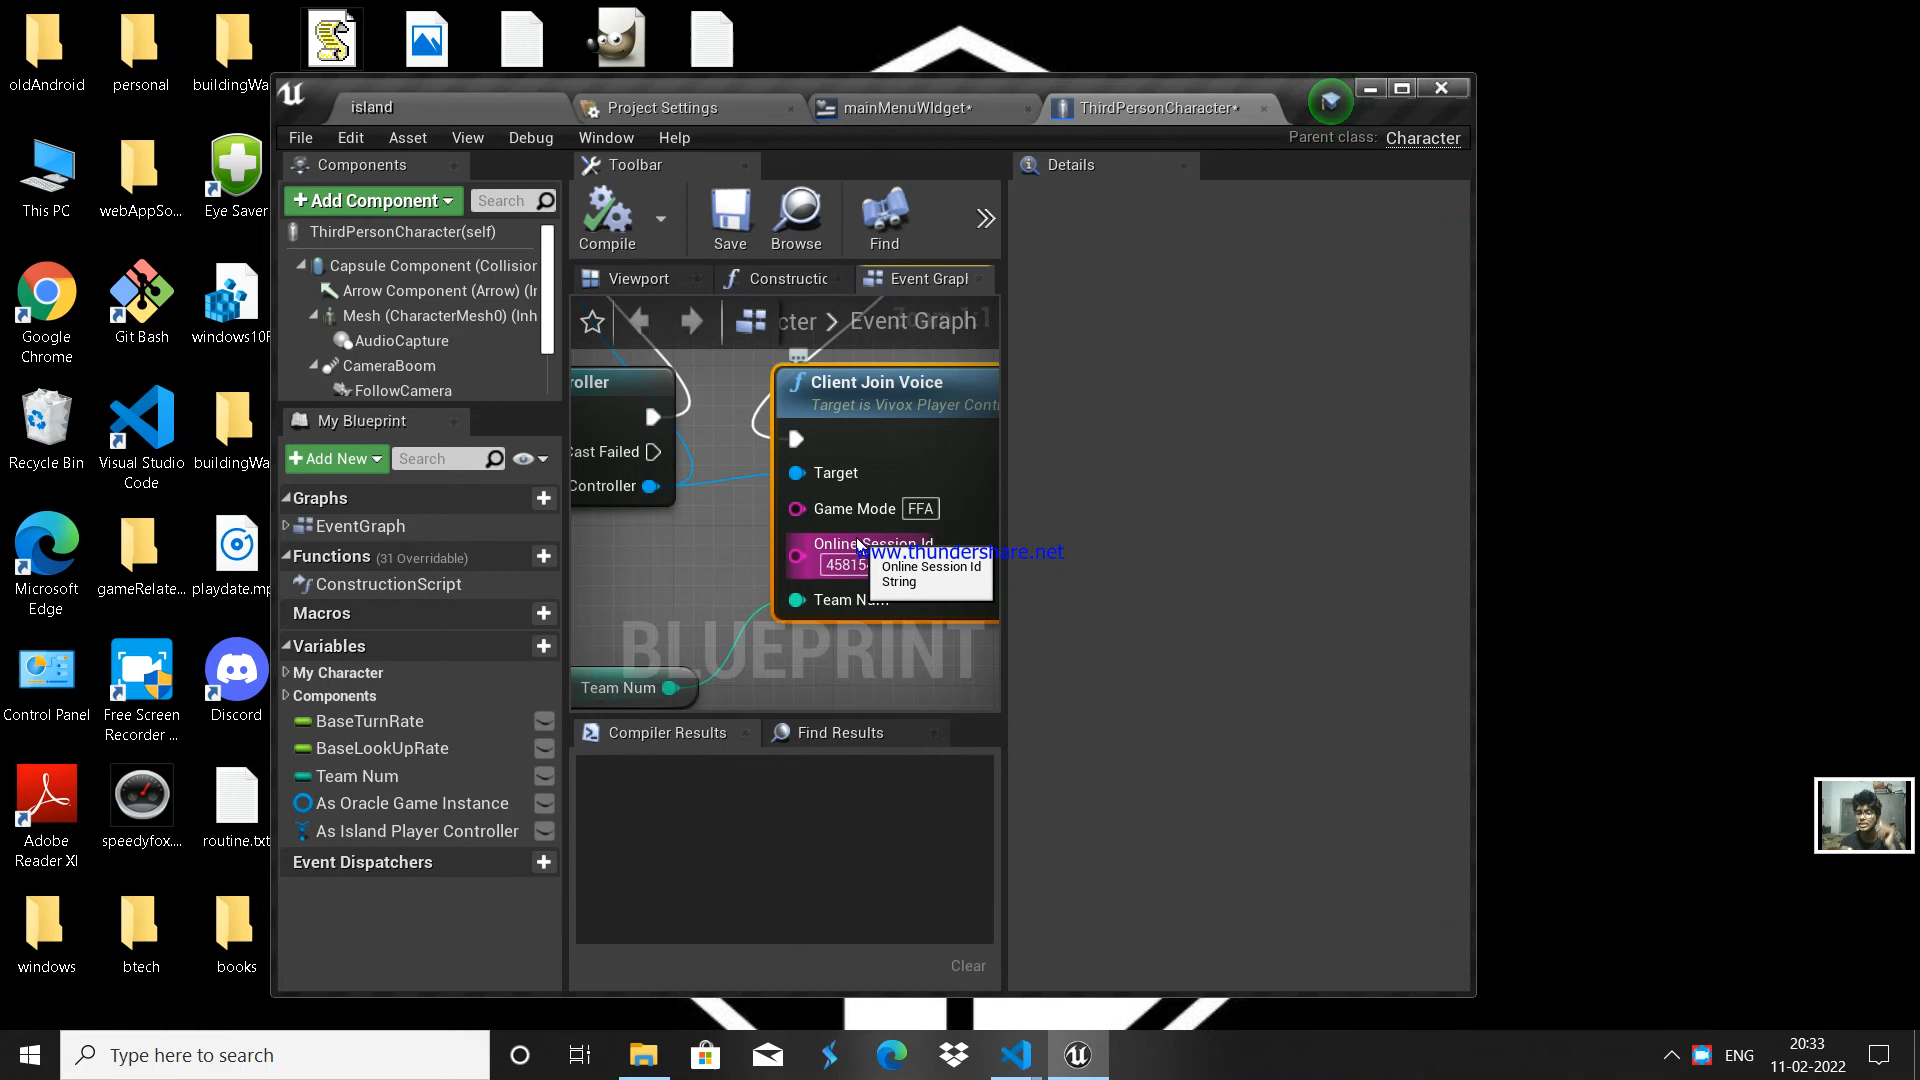 oldAndroid
personal
buildingWa
This PC
webAppSo...
Eye Saver
Google
Chrome
Git Bash
windows10F
Recycle Bin
Visual Studio
Code
buildingWa
Microsoft
Edge
gameRelate...
playdate.mp
Control Panel
Free Screen
Recorder ...
Discord
Adobe
Reader XI
speedyfox....
routine.txt
windows
btech
books
island
Project Settings
mainMenuWIdget*
ThirdPersonCharacter*
File Edit Asset View Debug Window Help
Parent class: Character
Components
Add Component
Search
ThirdPersonCharacter(self)
Capsule Component (Collision
Arrow Component (Arrow) (Ir
Mesh (CharacterMesh0) (Inh
AudioCapture
CameraBoom
FollowCamera
My Blueprint
Add New
Search
Graphs
EventGraph
Functions (31 Overridable)
ConstructionScript
Macros
Variables
My Character
Components
BaseTurnRate
BaseLookUpRate
Team Num
As Oracle Game Instance
As Island Player Controller
Event Dispatchers
Toolbar
Compile
Save
Browse
Find
Viewport
Constructic
Event Graph
cter > Event Graph
oller
Cast Failed
Controller
Client Join Voice
Target is Vivox Player Cont
Target
Game Mode FFA
Online Session Id
45815
Team Num
www.thundershare.net
Online Session Id
String
BLUEPRINT
Team Num
Compiler Results
Find Results
Clear
Details
Type here to search
ENG
20:33
11-02-2022